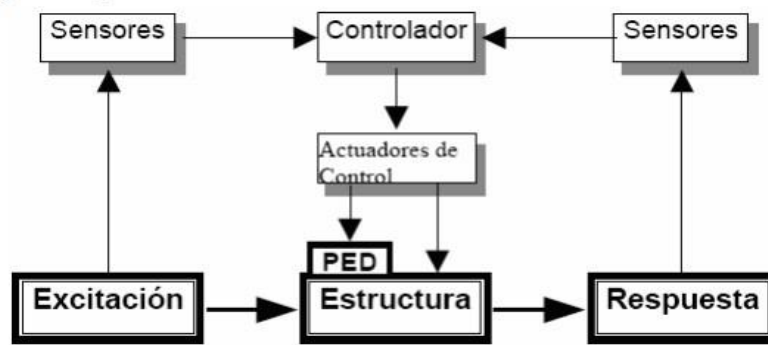 Sensores
Controlador
Sensores
Actuadores de
Control
PED
Excitación
Estructura
Respuesta